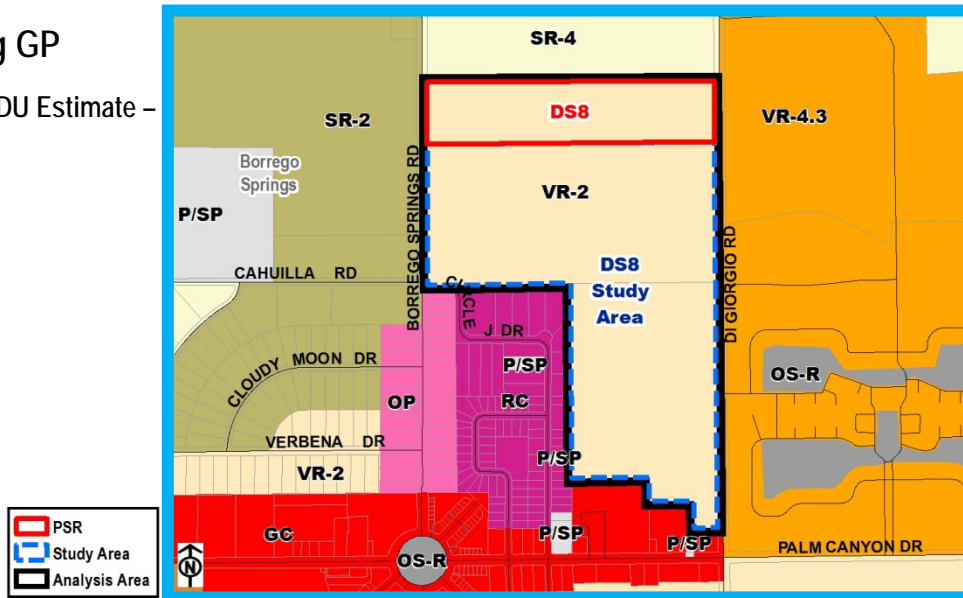 g GP
DU Estimate –
SR-4
DS8
SR-2
VR-4.3
Borrego
Springs
BORREGO SPRINGS RD
VR-2
P/SP
DS8
Study
Area
DI GIORGIO RD
CAHUILLA RD
CIRCLE
J DR
CLOUDY MOON DR
P/SP
OS-R
OP
RC
VERBENA DR
P/SP
VR-2
GC
P/SP
P/SP
PALM CANYON DR
OS-R
PSR
Study Area
Analysis Area
N